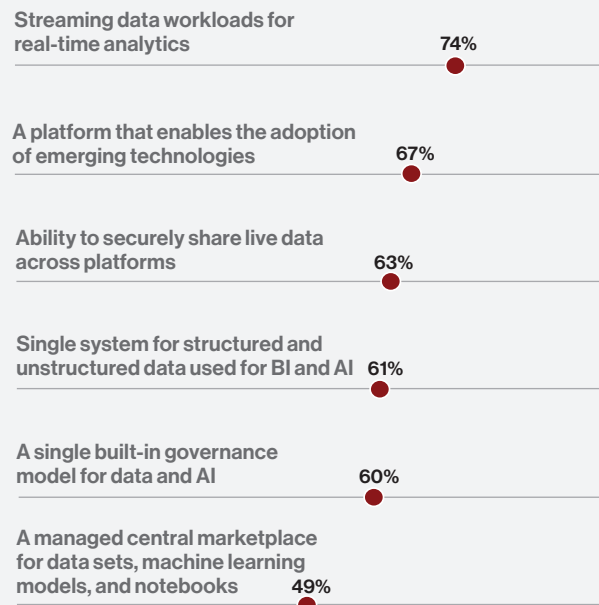 Streaming data workloads for
real-time analytics
74%
A platform that enables the adoption
of emerging technologies
67%
Ability to securely share live data
across platforms
63%
Single system for structured and
unstructured data used for BI and AI 61%
A single built-in governance
model for data and AI
60%
A managed central marketplace
for data sets, machine learning
models, and notebooks 49%